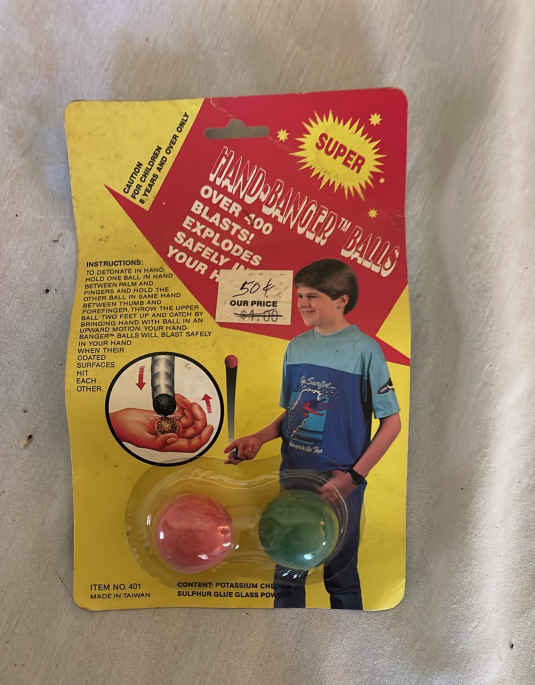 CAUTION
FOR CHILDREN
8 YEARS AND OVER ONLY
SUPER
HAND-BANGER™ BALLS
OVER 400
BLASTS!
EXPLODES
SAFELY
YOUR
50¢
OUR PRICE
$1.00
INSTRUCTIONS:
TO DETONATE IN HAND,
HOLD ONE BALL IN HAND
BETWEEN PALM AND
FINGERS AND HOLD THE
OTHER BALL IN SAME HAND
BETWEEN THUMB AND
FOREFINGER, THROW THE UPPER
BALL TWO FEET UP AND CATCH BY
BRINGING HAND WITH BALL IN AN
UPWARD MOTION. YOUR HAND-
BANGER™ BALLS WILL BLAST SAFELY
IN YOUR HAND
WHEN THEIR
COATED
SURFACES
HIT
EACH
OTHER.
ITEM NO. 401
MADE IN TAIWAN
CONTENT: POTASSIUM
SULPHUR GLUE GLASS